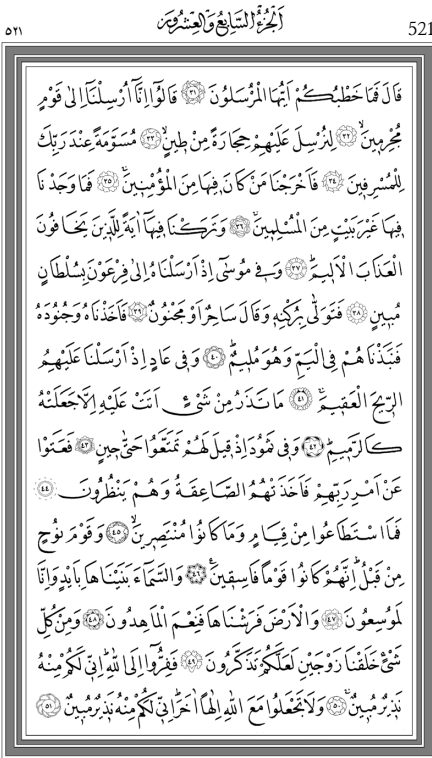 ٥٢١ اَلْجُزْءُ السَّابِعُ وَالْعِشْرُونَ 521
قَالَ فَمَا خَطْبُكُمْ اَيُّهَا الْمُرْسَلُونَ ﴿٣١﴾ قَالُٓوا اِنَّٓا اُرْسِلْنَٓا اِلٰى قَوْمٍ
مُجْرِم۪ينَۙ ﴿٣٢﴾ لِنُرْسِلَ عَلَيْهِمْ حِجَارَةً مِنْ ط۪ينٍۙ ﴿٣٣﴾ مُسَوَّمَةً عِنْدَ رَبِّكَ
لِلْمُسْرِف۪ينَ ﴿٣٤﴾ فَاَخْرَجْنَا مَنْ كَانَ ف۪يهَا مِنَ الْمُؤْمِن۪ينَۚ ﴿٣٥﴾ فَمَا وَجَدْنَا
ف۪يهَا غَيْرَ بَيْتٍ مِنَ الْمُسْلِم۪ينَۚ ﴿٣٦﴾ وَتَرَكْنَا ف۪يهَٓا اٰيَةً لِلَّذ۪ينَ يَخَافُونَ
الْعَذَابَ الْاَل۪يمَۜ ﴿٣٧﴾ وَف۪ي مُوسٰٓى اِذْ اَرْسَلْنَاهُ اِلٰى فِرْعَوْنَ بِسُلْطَانٍ
مُب۪ينٍ ﴿٣٨﴾ فَتَوَلّٰى بِرُكْنِه۪ وَقَالَ سَاحِرٌ اَوْ مَجْنُونٌ ﴿٣٩﴾ فَاَخَذْنَاهُ وَجُنُودَهُ
فَنَبَذْنَاهُمْ فِي الْيَمِّ وَهُوَ مُل۪يمٌۜ ﴿٤٠﴾ وَف۪ي عَادٍ اِذْ اَرْسَلْنَا عَلَيْهِمُ
الرّ۪يحَ الْعَق۪يمَۚ ﴿٤١﴾ مَا تَذَرُ مِنْ شَيْءٍ اَتَتْ عَلَيْهِ اِلَّا جَعَلَتْهُ
كَالرَّم۪يمِۜ ﴿٤٢﴾ وَف۪ي ثَمُودَ اِذْ ق۪يلَ لَهُمْ تَمَتَّعُوا حَتّٰى ح۪ينٍ ﴿٤٣﴾ فَعَتَوْا
عَنْ اَمْرِ رَبِّهِمْ فَاَخَذَتْهُمُ الصَّاعِقَةُ وَهُمْ يَنْظُرُونَ ﴿٤٤﴾
فَمَا اسْتَطَاعُوا مِنْ قِيَامٍ وَمَا كَانُوا مُنْتَصِر۪ينَۙ ﴿٤٥﴾ وَقَوْمَ نُوحٍ
مِنْ قَبْلُۜ اِنَّهُمْ كَانُوا قَوْمًا فَاسِق۪ينَ۟ ﴿٤٦﴾ وَالسَّمَٓاءَ بَنَيْنَاهَا بِاَيْدٍ وَاِنَّا
لَمُوسِعُونَ ﴿٤٧﴾ وَالْاَرْضَ فَرَشْنَاهَا فَنِعْمَ الْمَاهِدُونَ ﴿٤٨﴾ وَمِنْ كُلِّ
شَيْءٍ خَلَقْنَا زَوْجَيْنِ لَعَلَّكُمْ تَذَكَّرُونَ ﴿٤٩﴾ فَفِرُّٓوا اِلَى اللّٰهِۜ اِنّ۪ي لَكُمْ مِنْهُ
نَذ۪يرٌ مُب۪ينٌۚ ﴿٥٠﴾ وَلَا تَجْعَلُوا مَعَ اللّٰهِ اِلٰهًا اٰخَرَۜ اِنّ۪ي لَكُمْ مِنْهُ نَذ۪يرٌ مُب۪ينٌۚ ﴿٥١﴾